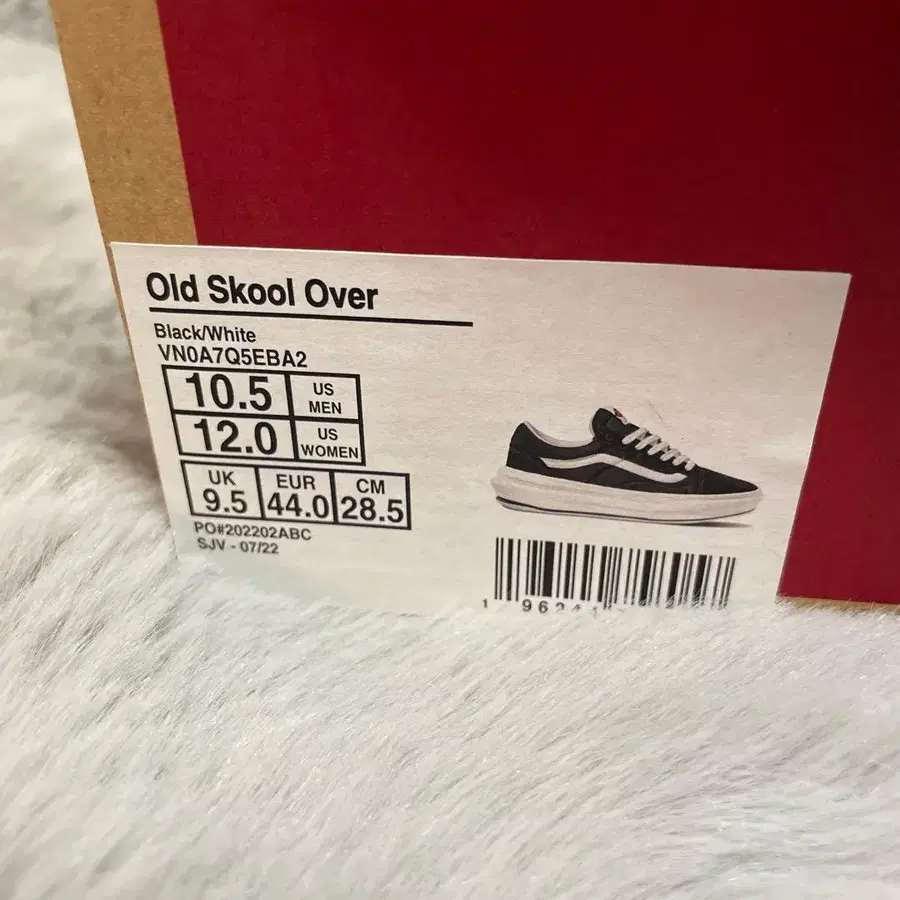 Old Skool Over
Black/White
VN0A7Q5EBA2
10.5 US MEN
12.0 US WOMEN
UK 9.5 EUR 44.0 CM 28.5
PO#202202ABC
SJV - 07/22